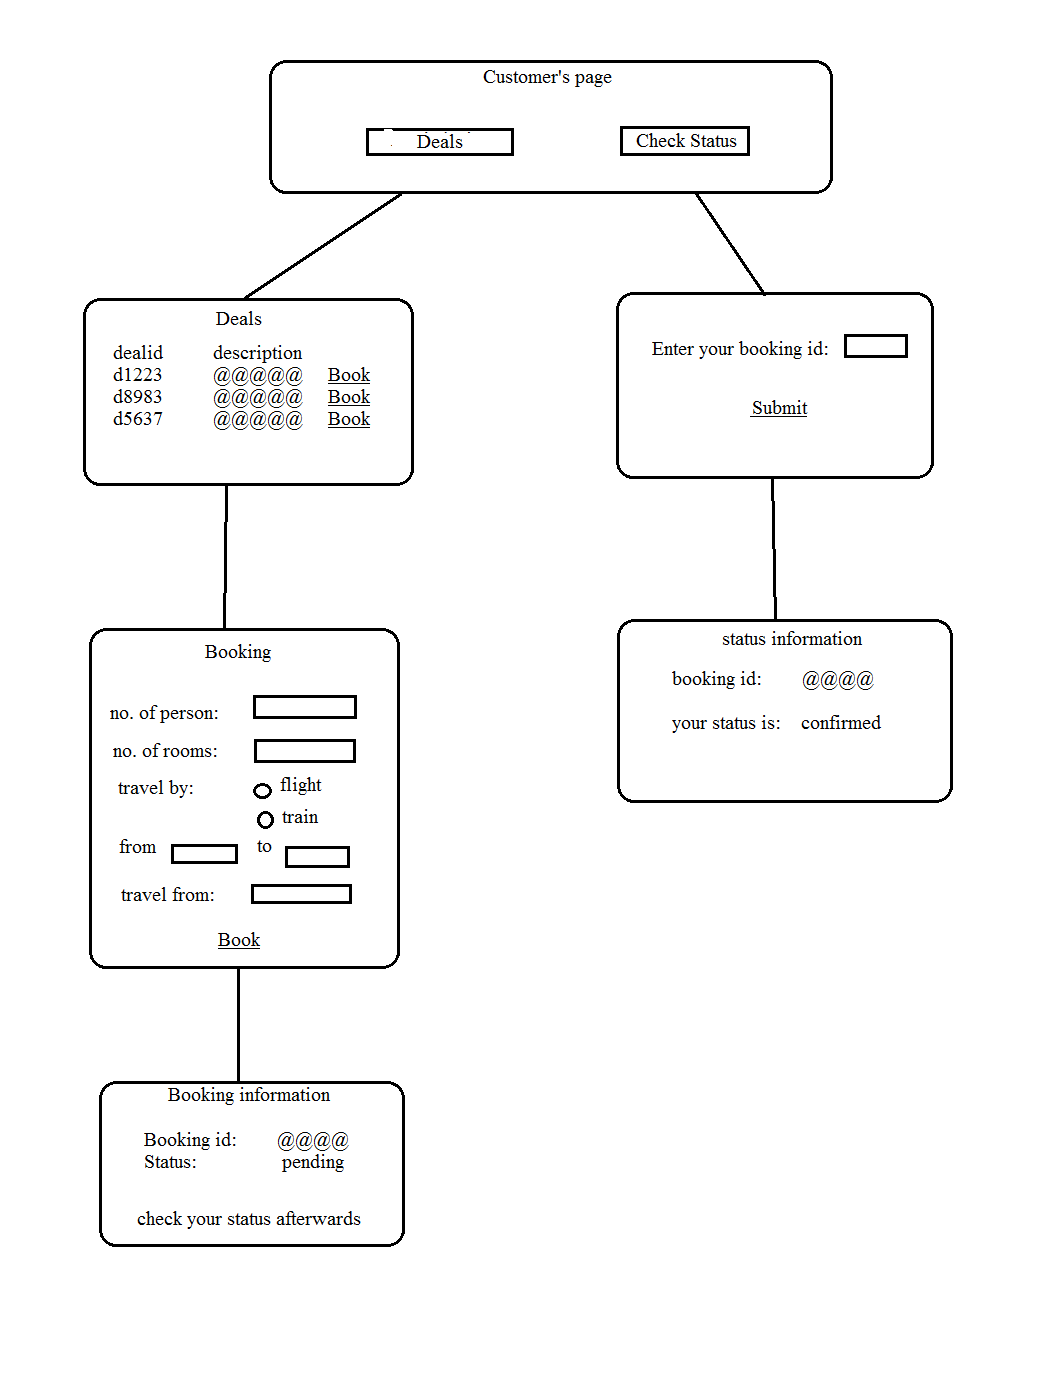 Customer's page
Deals
Check Status
Deals
dealid description
d1223 @@@@@ Book
d8983 @@@@@ Book
d5637 @@@@@ Book
Enter your booking id:
Submit
Booking
no. of person:
no. of rooms:
travel by: flight
train
from to
travel from:
Book
status information
booking id: @@@@
your status is: confirmed
Booking information
Booking id: @@@@
Status: pending
check your status afterwards